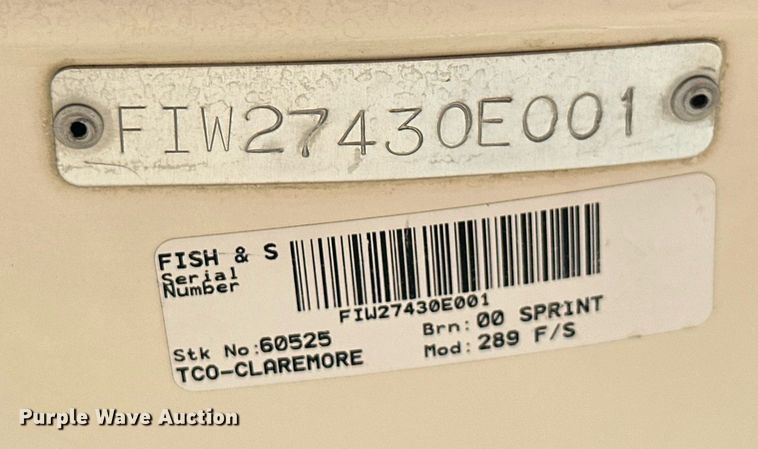 FIW27430E001
FISH & S
Serial
Number
FIW27430E001
Stk No:60525
Brn:00 SPRINT
TCO-CLAREMORE
Mod:289 F/S
Purple Wave Auction